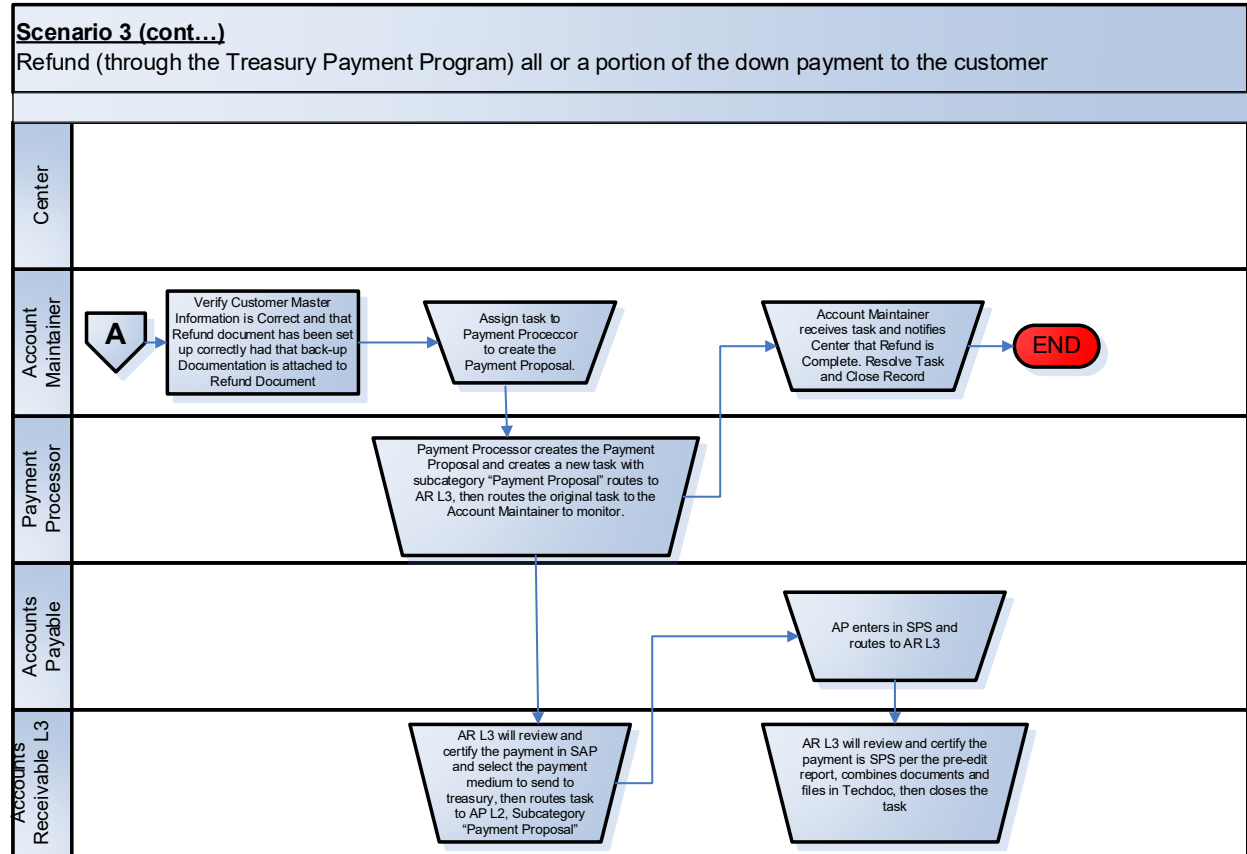 Scenario 3 (cont…)
Refund (through the Treasury Payment Program) all or a portion of the down payment to the customer
Center
Account
Maintainer
A
Verify Customer Master
Information is Correct and that
Refund document has been set
up correctly had that back-up
Documentation is attached to
Refund Document
Assign task to
Payment Proceccor
to create the
Payment Proposal.
Account Maintainer
receives task and notifies
Center that Refund is
Complete. Resolve Task
and Close Record
END
Payment
Processor
Payment Processor creates the Payment
Proposal and creates a new task with
subcategory “Payment Proposal” routes to
AR L3, then routes the original task to the
Account Maintainer to monitor.
Accounts
Payable
AP enters in SPS and
routes to AR L3
Accounts
Receivable L3
AR L3 will review and
certify the payment in SAP
and select the payment
medium to send to
treasury, then routes task
to AP L2, Subcategory
“Payment Proposal”
AR L3 will review and certify the
payment is SPS per the pre-edit
report, combines documents and
files in Techdoc, then closes the
task